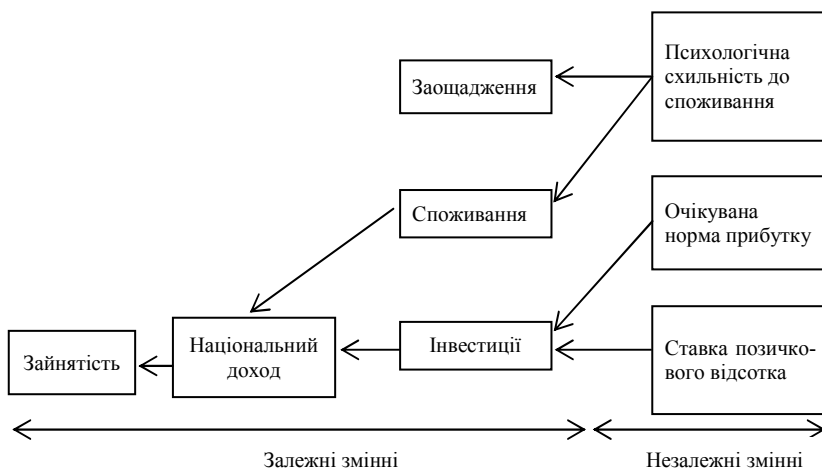 Психологічна
схильність до
споживання
Заощадження
Споживання
Очікувана
норма прибутку
Інвестиції
Національний
доход
Зайнятість
Ставка позичко-
вого відсотка
Залежні змінні
Незалежні змінні